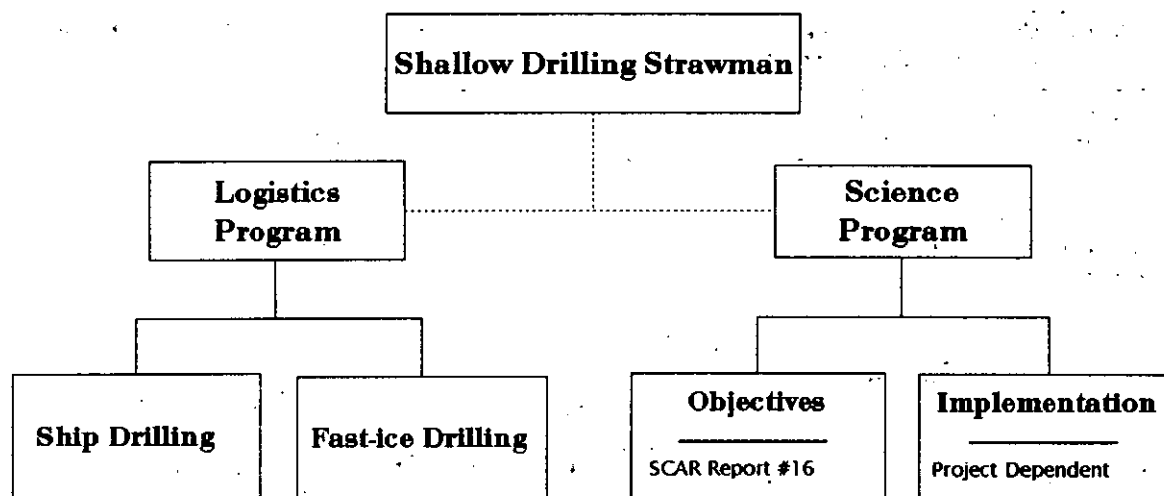 Shallow Drilling Strawman
Logistics
Program
Science
Program
Ship Drilling
Fast-ice Drilling
Objectives
SCAR Report #16
Implementation
Project Dependent